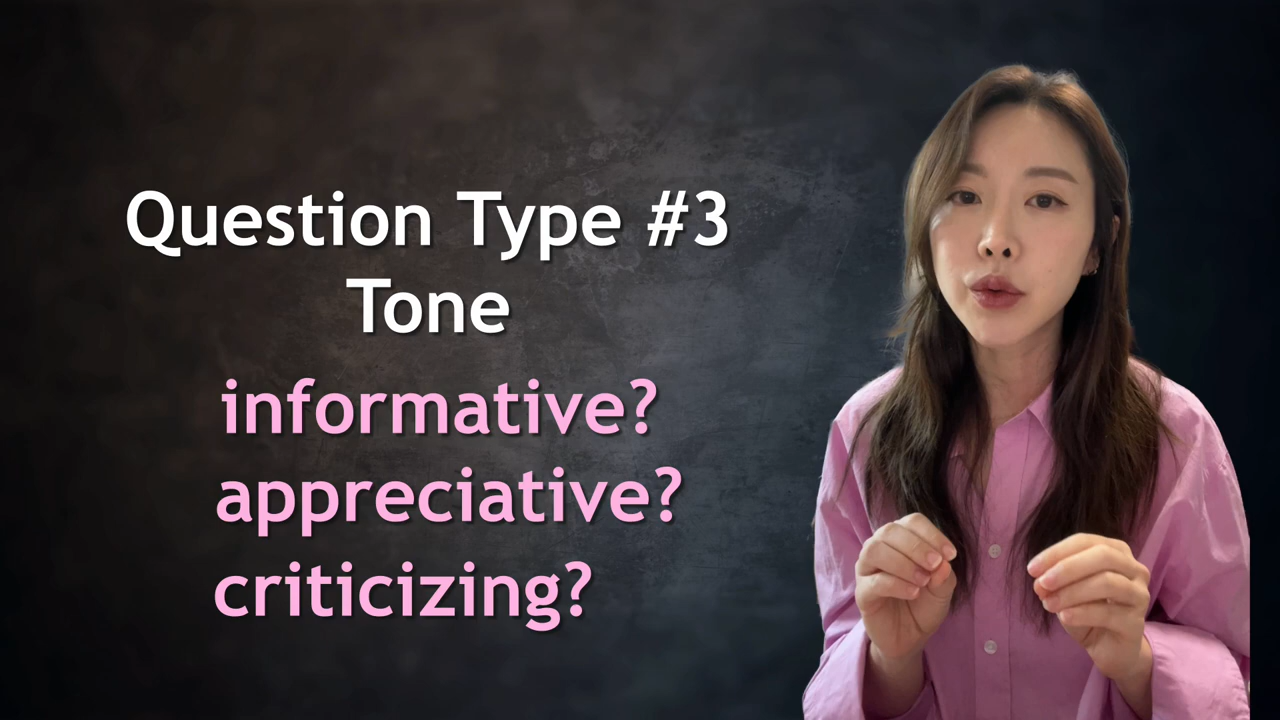 Question Type #3
Tone
informative?
appreciative?
criticizing?